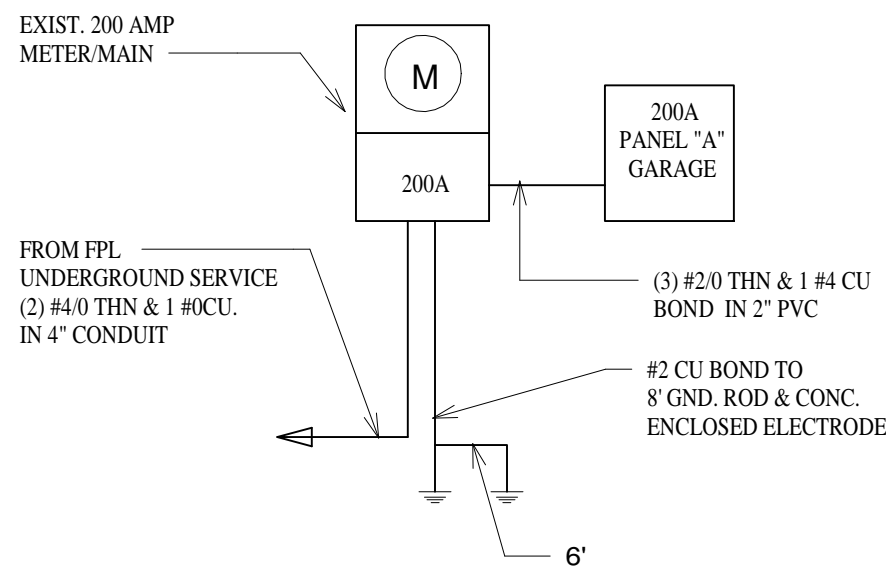 EXIST. 200 AMP
METER/MAIN
M
200A
200A
PANEL "A"
GARAGE
FROM FPL
UNDERGROUND SERVICE
(2) #4/0 THN & 1 #0CU.
IN 4" CONDUIT
(3) #2/0 THN & 1 #4 CU
BOND IN 2" PVC
#2 CU BOND TO
8' GND. ROD & CONC.
ENCLOSED ELECTRODE
6'